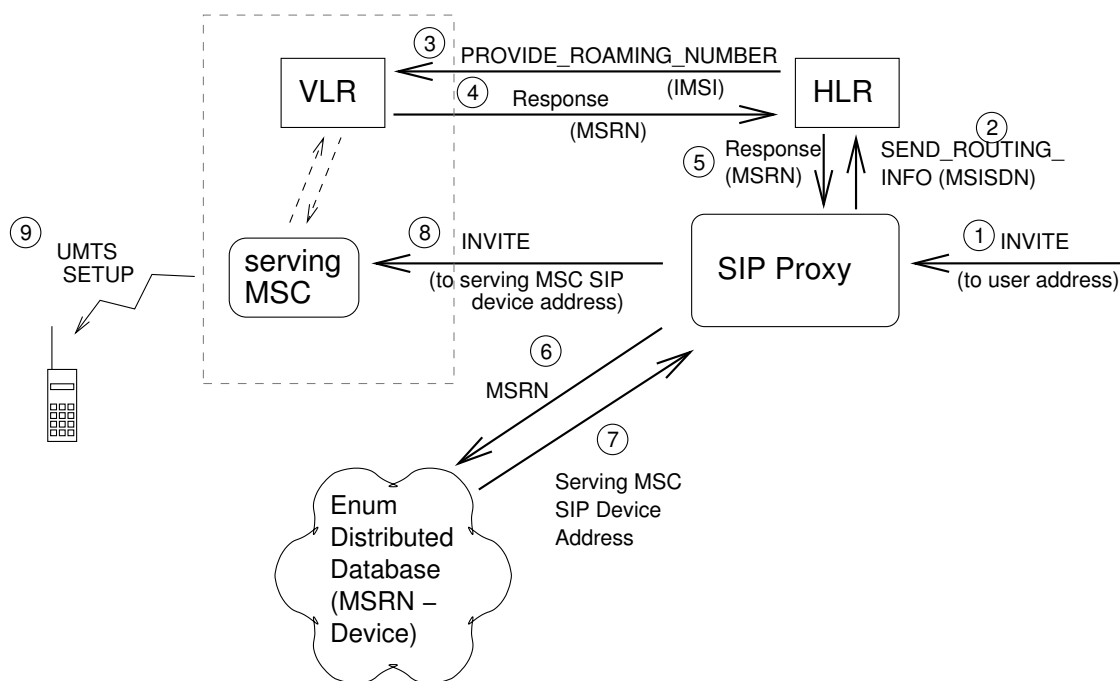 3
PROVIDE_ROAMING_NUMBER
(IMSI)
VLR
4
Response
(MSRN)
HLR
2
SEND_ROUTING_
INFO (MSISDN)
5
Response
(MSRN)
9
UMTS
SETUP
serving
MSC
8
INVITE
(to serving MSC SIP
device address)
SIP Proxy
1
INVITE
(to user address)
6
MSRN
7
Serving MSC
SIP Device
Address
Enum
Distributed
Database
(MSRN –
Device)